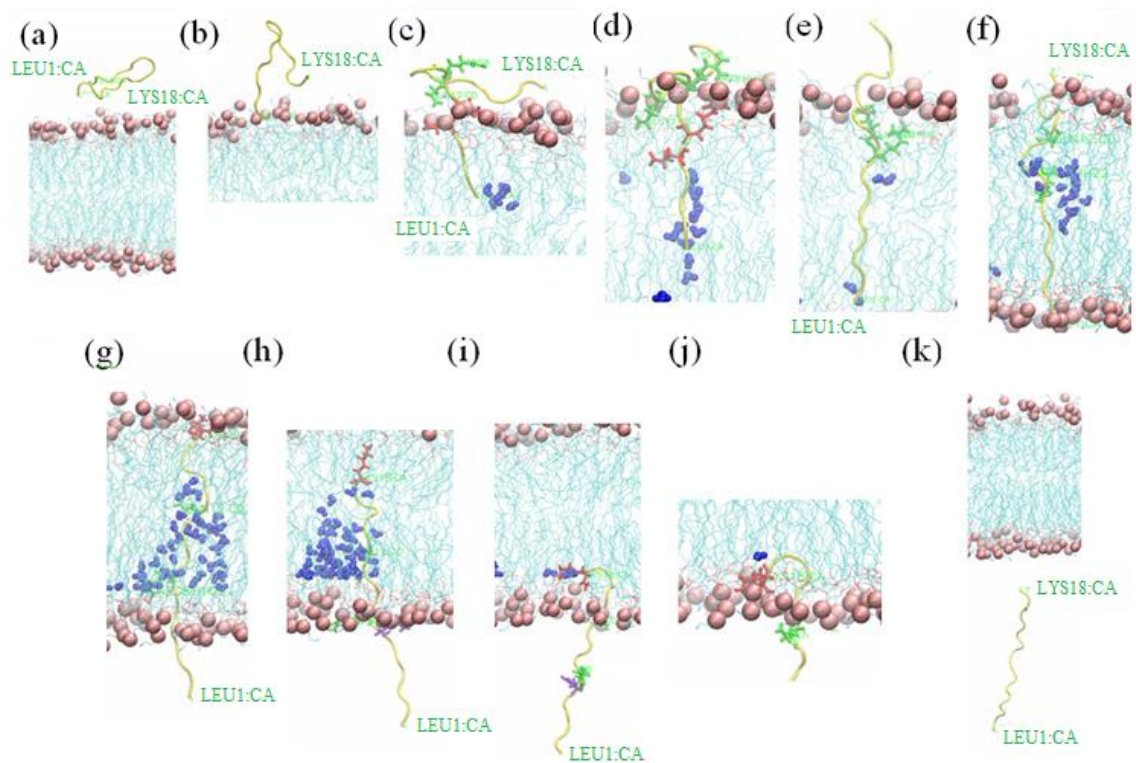 (a)
LEU1:CA
LYS18:CA
(b)
LYS18:CA
(c)
LYS18:CA
LEU1:CA
(d)
(e)
LEU1:CA
(f)
LYS18:CA
(g)
LEU1:CA
(h)
LEU1:CA
(i)
LEU1:CA
(j)
(k)
LYS18:CA
LEU1:CA